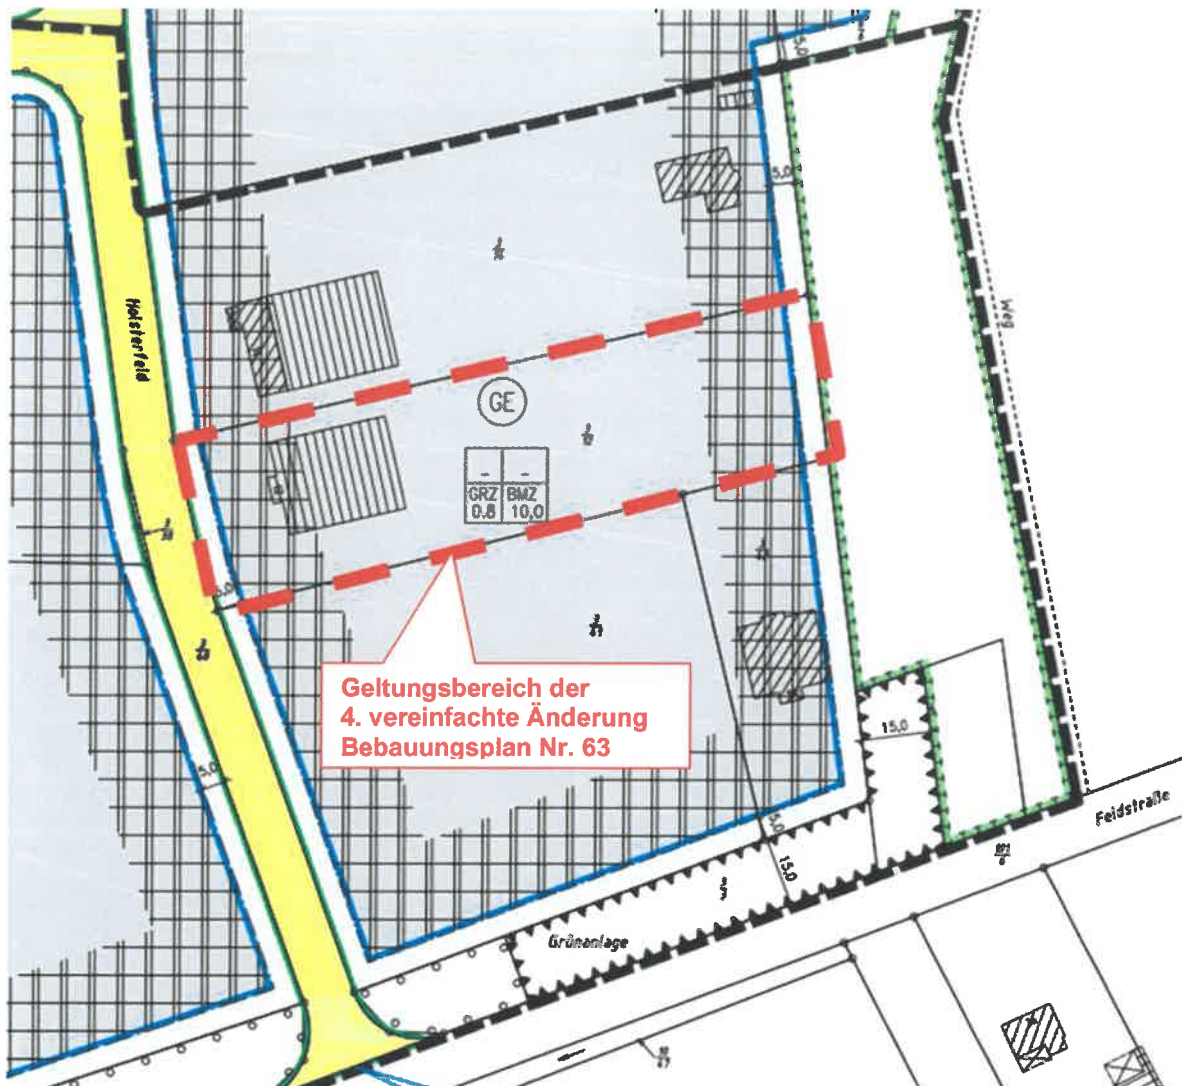 5,0
5,0
Holsterfeld
Weg
GE
- -
GRZ BMZ
0.8 10,0
5,0
Geltungsbereich der
4. vereinfachte Änderung
Bebauungsplan Nr. 63
15,0
5,0
Feldstraße
5,0
15,0
Grünanlage